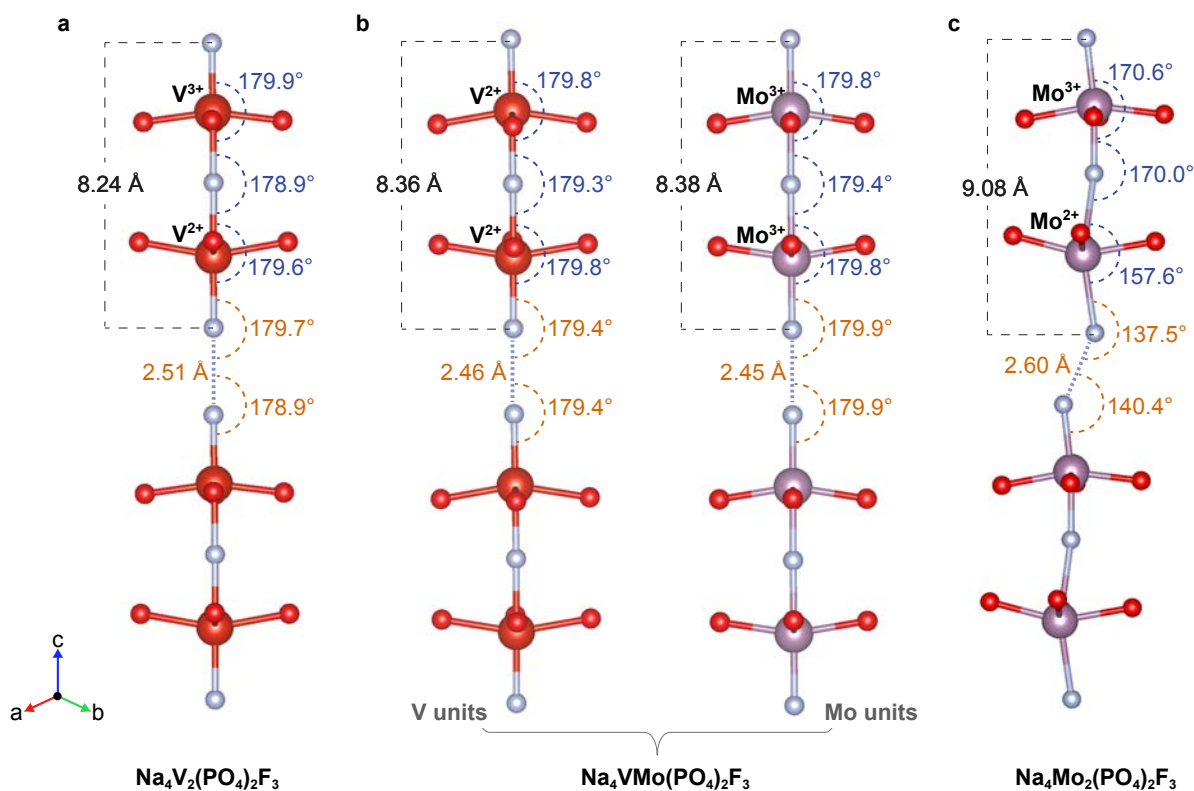 a
V3+
179.9°
8.24 Å
178.9°
V2+
179.6°
179.7°
2.51 Å
178.9°
b
V2+
179.8°
8.36 Å
179.3°
V2+
179.8°
179.4°
2.46 Å
179.4°
Mo3+
179.8°
8.38 Å
179.4°
Mo3+
179.8°
179.9°
2.45 Å
179.9°
c
Mo3+
170.6°
9.08 Å
170.0°
Mo2+
157.6°
137.5°
2.60 Å
140.4°
c
a
b
V units
Mo units
Na4V2(PO4)2F3
Na4VMo(PO4)2F3
Na4Mo2(PO4)2F3